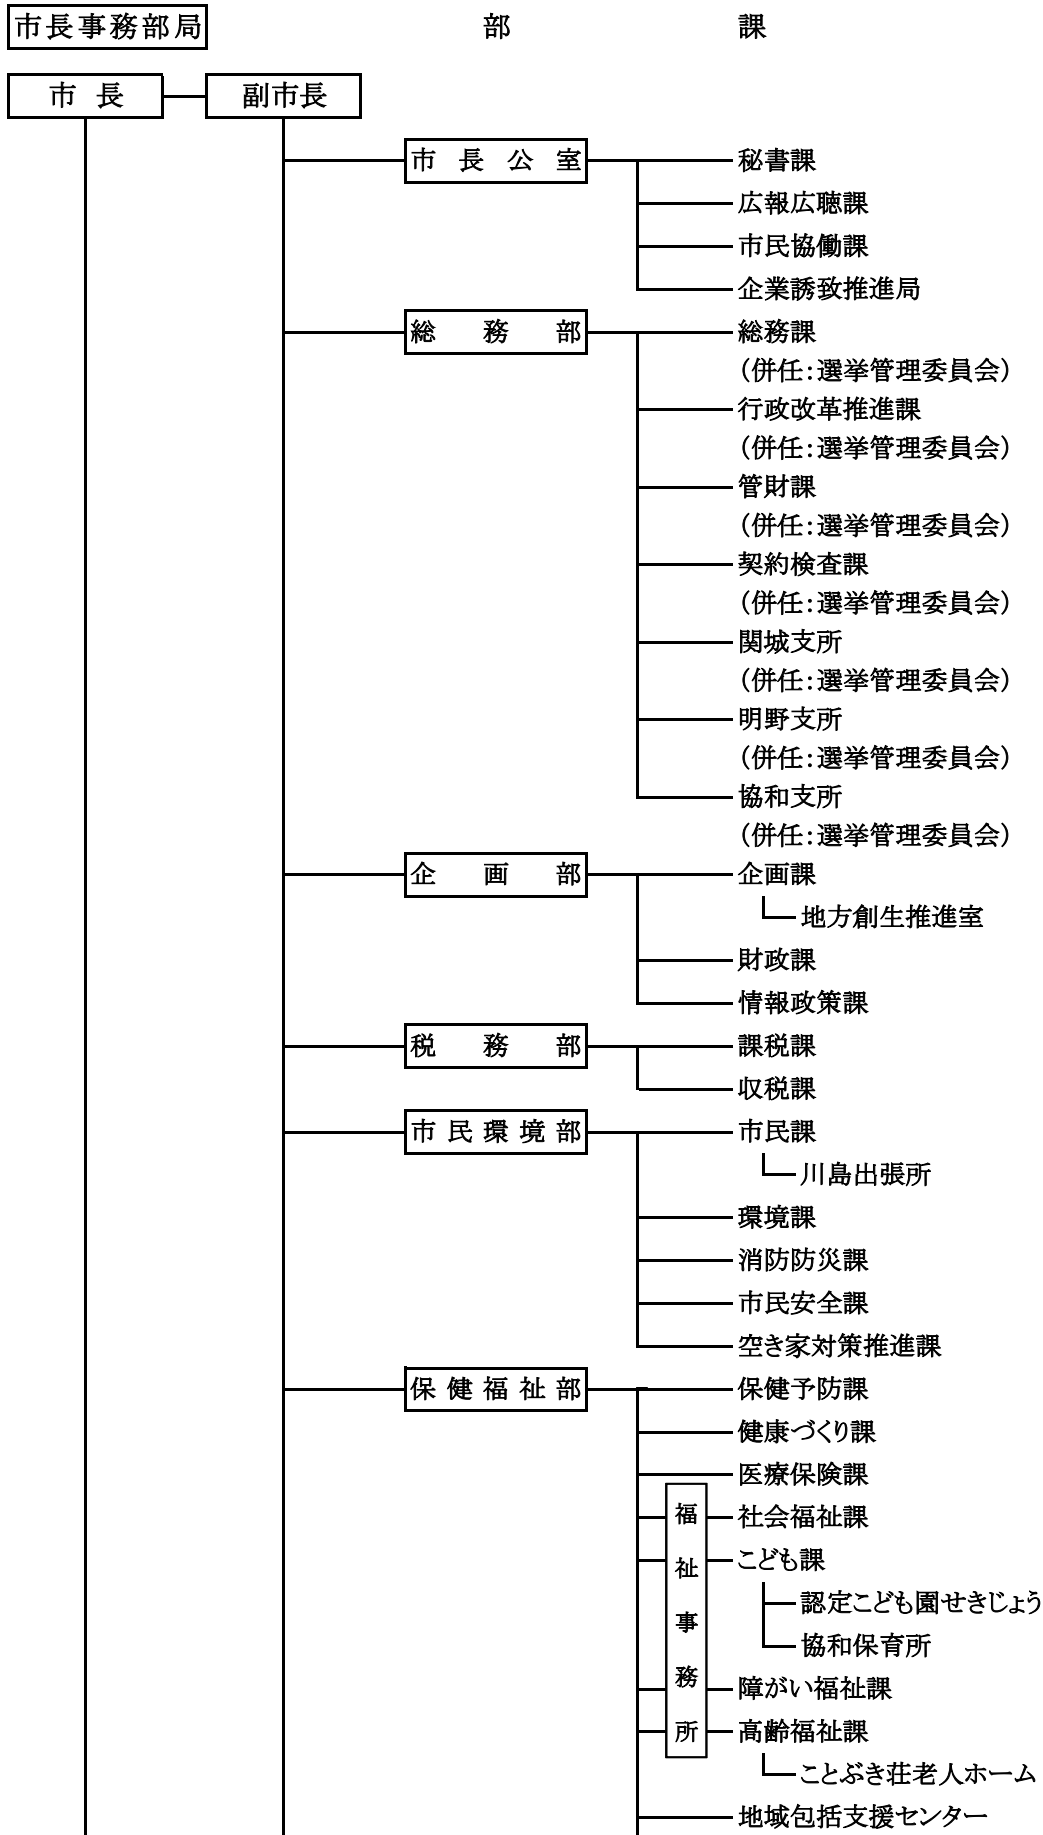 市長事務部局 部 課
市長 副市長
市長公室 秘書課
広報広聴課
市民協働課
企業誘致推進局
総務部 総務課
(併任:選挙管理委員会)
行政改革推進課
(併任:選挙管理委員会)
管財課
(併任:選挙管理委員会)
契約検査課
(併任:選挙管理委員会)
関城支所
(併任:選挙管理委員会)
明野支所
(併任:選挙管理委員会)
協和支所
(併任:選挙管理委員会)
企画部 企画課
地方創生推進室
財政課
情報政策課
税務部 課税課
収税課
市民環境部 市民課
川島出張所
環境課
消防防災課
市民安全課
空き家対策推進課
保健福祉部 保健予防課
健康づくり課
医療保険課
福祉事務所
社会福祉課
こども課
認定こども園せきじょう
協和保育所
障がい福祉課
高齢福祉課
ことぶき荘老人ホーム
地域包括支援センター